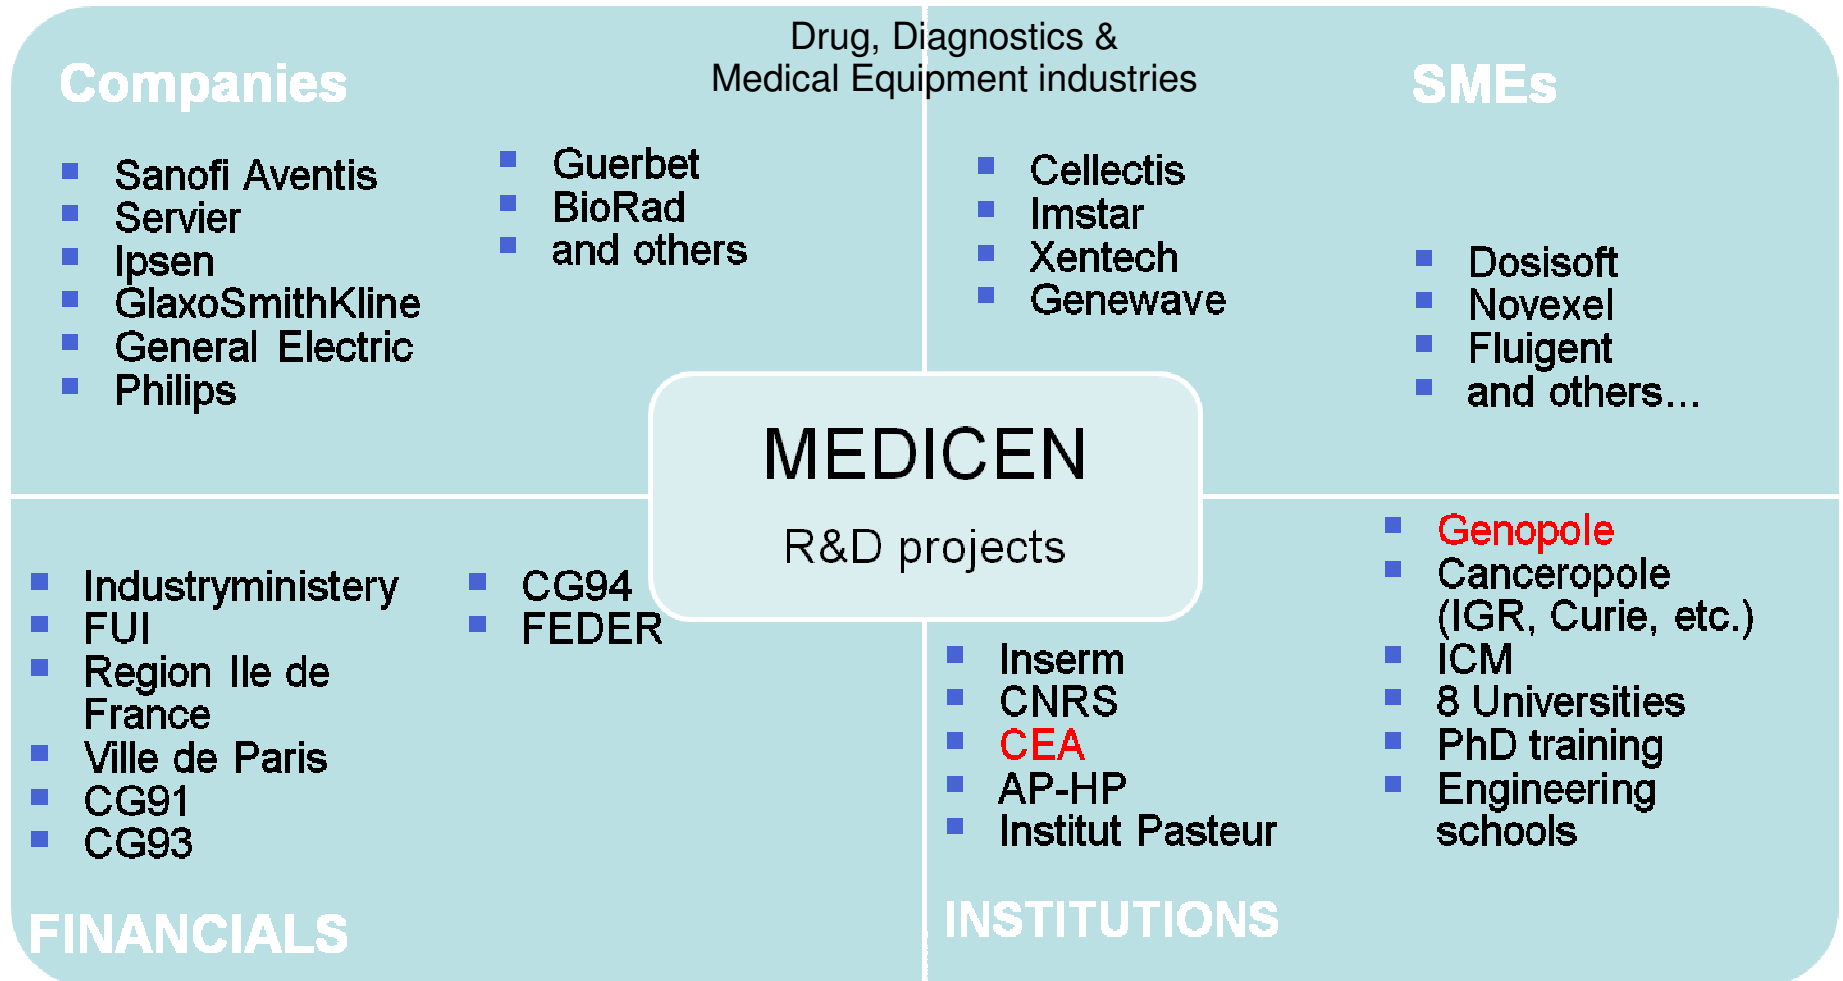 Drug, Diagnostics &
Medical Equipment industries
Companies
Sanofi Aventis
Servier
Ipsen
GlaxoSmithKline
General Electric
Philips
Guerbet
BioRad
and others
SMEs
Cellectis
Imstar
Xentech
Genewave
Dosisoft
Novexel
Fluigent
and others...
MEDICEN
R&D projects
Industryministery
FUI
Region Ile de
France
Ville de Paris
CG91
CG93
CG94
FEDER
FINANCIALS
Inserm
CNRS
CEA
AP-HP
Institut Pasteur
Genopole
Canceropole
(IGR, Curie, etc.)
ICM
8 Universities
PhD training
Engineering
schools
INSTITUTIONS